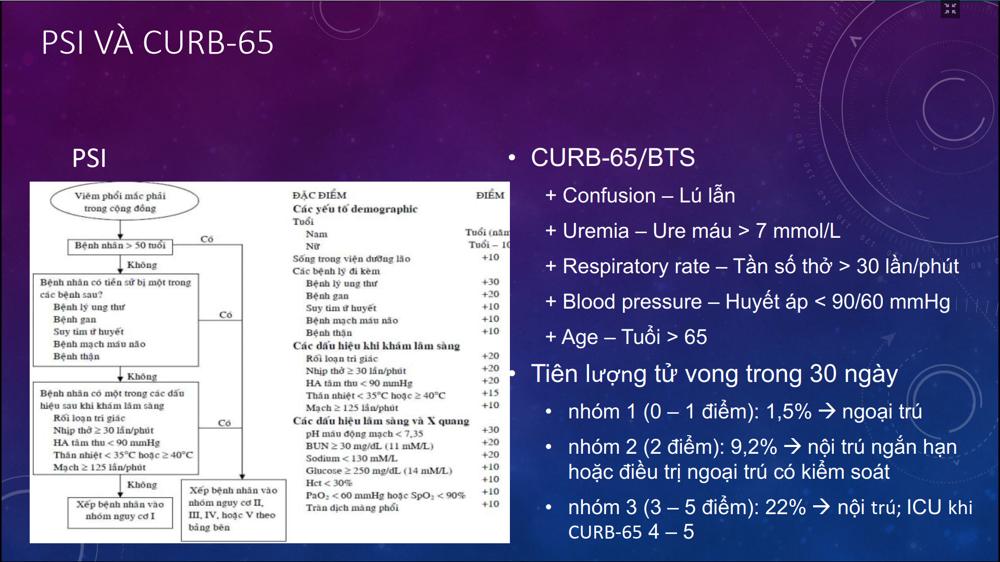 PSI VÀ CURB-65
PSI
Viêm phổi mắc phải
trong cộng đồng
Bệnh nhân > 50 tuổi
Có
Không
Bệnh nhân có tiền sử bị một trong
các bệnh sau?
Bệnh lý ung thư
Bệnh gan
Suy tim ứ huyết
Bệnh mạch máu não
Bệnh thận
Có
Không
Bệnh nhân có một trong các dấu
hiệu sau khi khám lâm sàng
Rối loạn tri giác
Nhịp thở ≥ 30 lần/phút
HA tâm thu < 90 mmHg
Thân nhiệt < 35°C hoặc ≥ 40°C
Mạch ≥ 125 lần/phút
Có
Không
Xếp bệnh nhân vào
nhóm nguy cơ I
Xếp bệnh nhân vào
nhóm nguy cơ II,
III, IV, hoặc V theo
bảng bên
ĐẶC ĐIỂM ĐIỂM
Các yếu tố demographic
Tuổi
Nam Tuổi (năm
Nữ Tuổi – 10
Sống trong viện dưỡng lão +10
Các bệnh lý đi kèm
Bệnh lý ung thư +30
Bệnh gan +20
Suy tim ứ huyết +10
Bệnh mạch máu não +10
Bệnh thận +10
Các dấu hiệu khi khám lâm sàng
Rối loạn tri giác +20
Nhịp thở ≥ 30 lần/phút +20
HA tâm thu < 90 mmHg +20
Thân nhiệt < 35°C hoặc ≥ 40°C +15
Mạch ≥ 125 lần/phút +10
Các dấu hiệu lâm sàng và X quang
pH máu động mạch < 7,35 +30
BUN ≥ 30 mg/dL (11 mM/L) +20
Sodium < 130 mM/L +20
Glucose ≥ 250 mg/dL (14 mM/L) +10
Hct < 30% +10
PaO₂ < 60 mmHg hoặc SpO₂ < 90% +10
Tràn dịch màng phổi +10
• CURB-65/BTS
+ Confusion – Lú lẫn
+ Uremia – Ure máu > 7 mmol/L
+ Respiratory rate – Tần số thở > 30 lần/phút
+ Blood pressure – Huyết áp < 90/60 mmHg
+ Age – Tuổi > 65
• Tiên lượng tử vong trong 30 ngày
• nhóm 1 (0 – 1 điểm): 1,5% → ngoại trú
• nhóm 2 (2 điểm): 9,2% → nội trú ngắn hạn
hoặc điều trị ngoại trú có kiểm soát
• nhóm 3 (3 – 5 điểm): 22% → nội trú; ICU khi
CURB-65 4 – 5